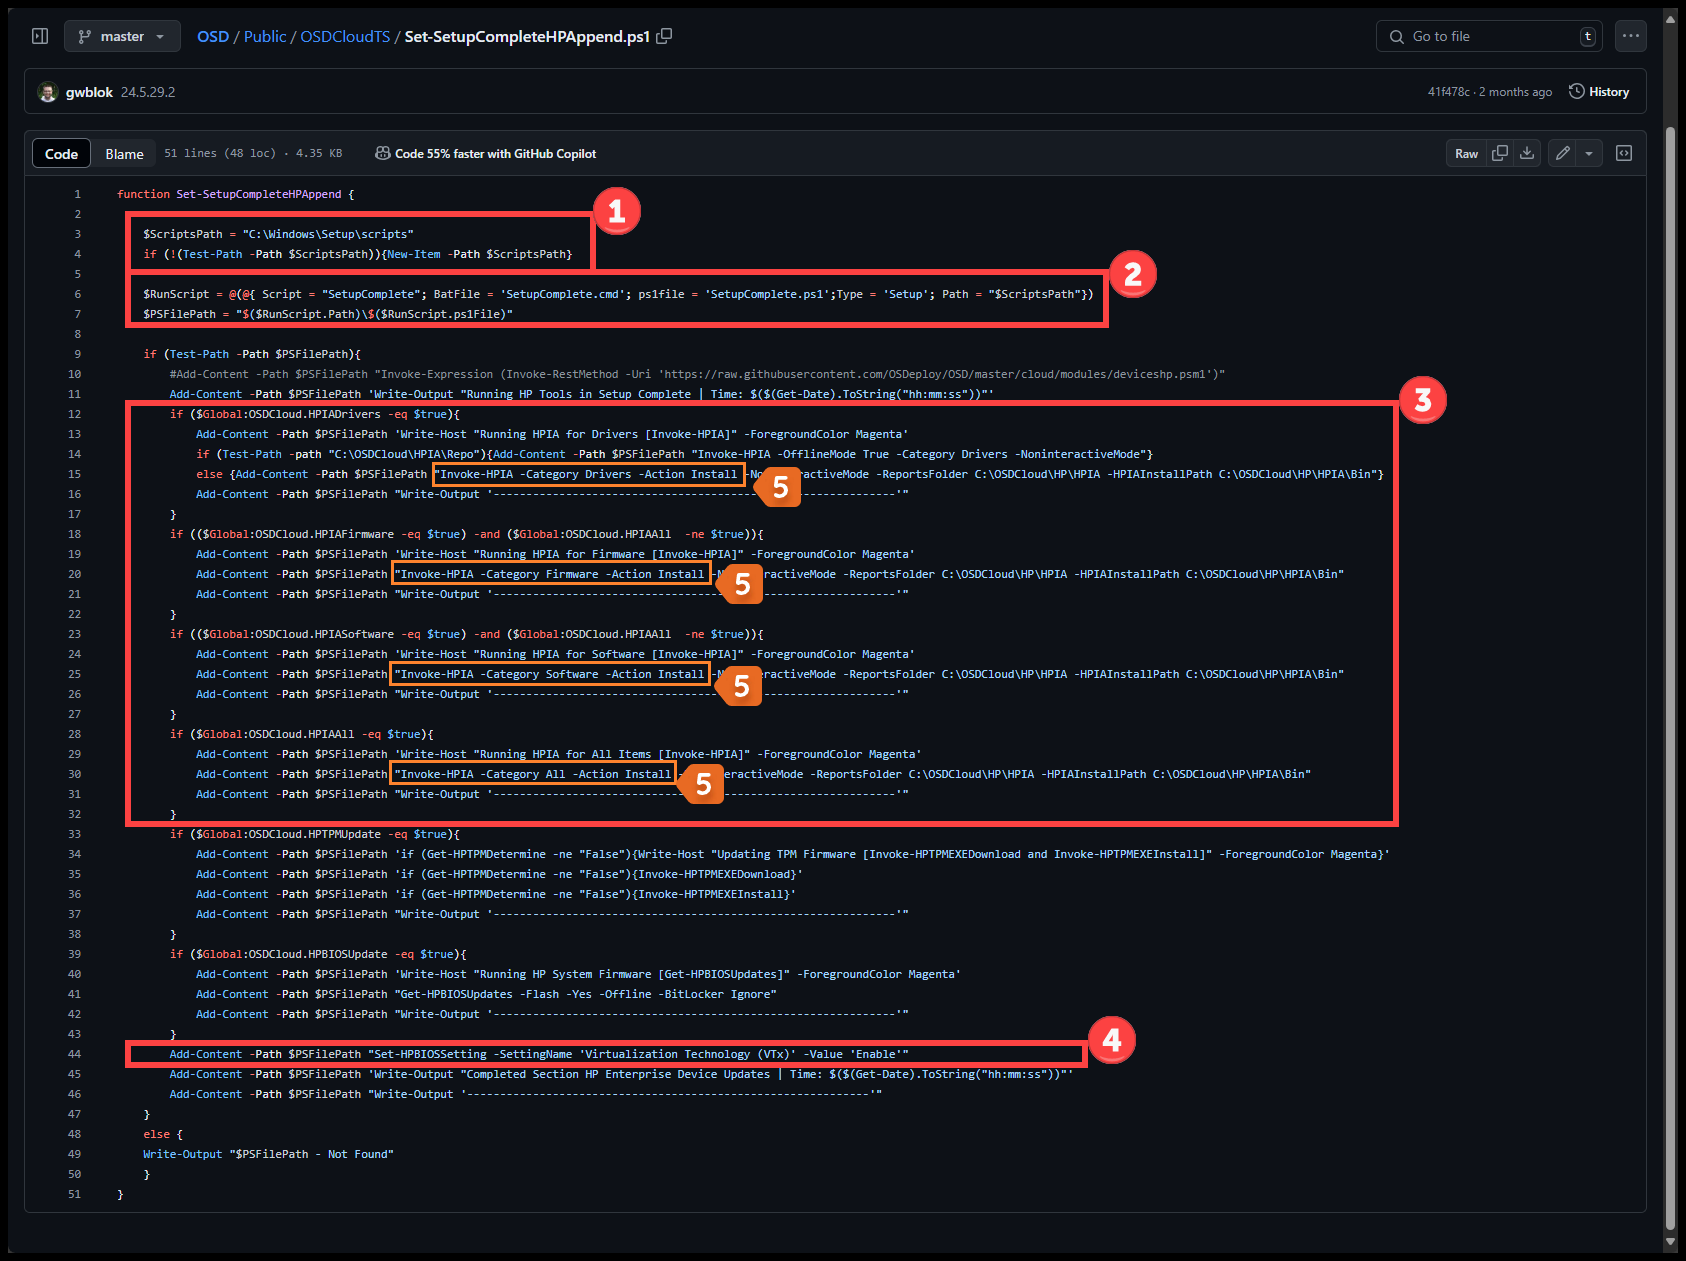 master
OSD / Public / OSDCloudTS / Set-SetupCompleteHPAppend.ps1
Go to file
t
gwblok 24.5.29.2
41f478c · 2 months ago
History
Code
Blame
51 lines (48 loc) · 4.35 KB
Code 55% faster with GitHub Copilot
Raw
1 function Set-SetupCompleteHPAppend {
1
2
3 $ScriptsPath = "C:\Windows\Setup\scripts"
4 if (!(Test-Path -Path $ScriptsPath)){New-Item -Path $ScriptsPath}
5
2
6 $RunScript = @(@{ Script = "SetupComplete"; BatFile = 'SetupComplete.cmd'; ps1file = 'SetupComplete.ps1';Type = 'Setup'; Path = "$ScriptsPath"})
7 $PSFilePath = "$($RunScript.Path)\$($RunScript.ps1File)"
8
9 if (Test-Path -Path $PSFilePath){
10 #Add-Content -Path $PSFilePath "Invoke-Expression (Invoke-RestMethod -Uri 'https://raw.githubusercontent.com/OSDeploy/OSD/master/cloud/modules/deviceshp.psm1')"
11 Add-Content -Path $PSFilePath 'Write-Output "Running HP Tools in Setup Complete | Time: $($(Get-Date).ToString("hh:mm:ss"))"'
3
12 if ($Global:OSDCloud.HPIADrivers -eq $true){
13 Add-Content -Path $PSFilePath 'Write-Host "Running HPIA for Drivers [Invoke-HPIA]" -ForegroundColor Magenta'
14 if (Test-Path -path "C:\OSDCloud\HPIA\Repo"){Add-Content -Path $PSFilePath "Invoke-HPIA -OfflineMode True -Category Drivers -NoninteractiveMode"}
15 else {Add-Content -Path $PSFilePath "Invoke-HPIA -Category Drivers -Action Install eractiveMode -ReportsFolder C:\OSDCloud\HP\HPIA -HPIAInstallPath C:\OSDCloud\HP\HPIA\Bin"}
5
16 Add-Content -Path $PSFilePath "Write-Output '-------------------------------------------------------------'"
17 }
18 if (($Global:OSDCloud.HPIAFirmware -eq $true) -and ($Global:OSDCloud.HPIAAll  -ne $true)){
19 Add-Content -Path $PSFilePath 'Write-Host "Running HPIA for Firmware [Invoke-HPIA]" -ForegroundColor Magenta'
20 Add-Content -Path $PSFilePath "Invoke-HPIA -Category Firmware -Action Install eractiveMode -ReportsFolder C:\OSDCloud\HP\HPIA -HPIAInstallPath C:\OSDCloud\HP\HPIA\Bin"
5
21 Add-Content -Path $PSFilePath "Write-Output '-------------------------------------------------------------'"
22 }
23 if (($Global:OSDCloud.HPIASoftware -eq $true) -and ($Global:OSDCloud.HPIAAll  -ne $true)){
24 Add-Content -Path $PSFilePath 'Write-Host "Running HPIA for Software [Invoke-HPIA]" -ForegroundColor Magenta'
25 Add-Content -Path $PSFilePath "Invoke-HPIA -Category Software -Action Install eractiveMode -ReportsFolder C:\OSDCloud\HP\HPIA -HPIAInstallPath C:\OSDCloud\HP\HPIA\Bin"
5
26 Add-Content -Path $PSFilePath "Write-Output '-------------------------------------------------------------'"
27 }
28 if ($Global:OSDCloud.HPIAAll -eq $true){
29 Add-Content -Path $PSFilePath 'Write-Host "Running HPIA for All Items [Invoke-HPIA]" -ForegroundColor Magenta'
30 Add-Content -Path $PSFilePath "Invoke-HPIA -Category All -Action Install eractiveMode -ReportsFolder C:\OSDCloud\HP\HPIA -HPIAInstallPath C:\OSDCloud\HP\HPIA\Bin"
5
31 Add-Content -Path $PSFilePath "Write-Output '-------------------------------------------------------------'"
32 }
33 if ($Global:OSDCloud.HPTPMUpdate -eq $true){
34 Add-Content -Path $PSFilePath 'if (Get-HPTPMDetermine -ne "False"){Write-Host "Updating TPM Firmware [Invoke-HPTPMEXEDownload and Invoke-HPTPMEXEInstall]" -ForegroundColor Magenta}'
35 Add-Content -Path $PSFilePath 'if (Get-HPTPMDetermine -ne "False"){Invoke-HPTPMEXEDownload}'
36 Add-Content -Path $PSFilePath 'if (Get-HPTPMDetermine -ne "False"){Invoke-HPTPMEXEInstall}'
37 Add-Content -Path $PSFilePath "Write-Output '-------------------------------------------------------------'"
38 }
39 if ($Global:OSDCloud.HPBIOSUpdate -eq $true){
40 Add-Content -Path $PSFilePath 'Write-Host "Running HP System Firmware [Get-HPBIOSUpdates]" -ForegroundColor Magenta'
41 Add-Content -Path $PSFilePath "Get-HPBIOSUpdates -Flash -Yes -Offline -BitLocker Ignore"
42 Add-Content -Path $PSFilePath "Write-Output '-------------------------------------------------------------'"
43 }
4
44 Add-Content -Path $PSFilePath "Set-HPBIOSSetting -SettingName 'Virtualization Technology (VTx)' -Value 'Enable'"
45 Add-Content -Path $PSFilePath 'Write-Output "Completed Section HP Enterprise Device Updates | Time: $($(Get-Date).ToString("hh:mm:ss"))"'
46 Add-Content -Path $PSFilePath "Write-Output '-------------------------------------------------------------'"
47 }
48 else {
49 Write-Output "$PSFilePath - Not Found"
50 }
51 }